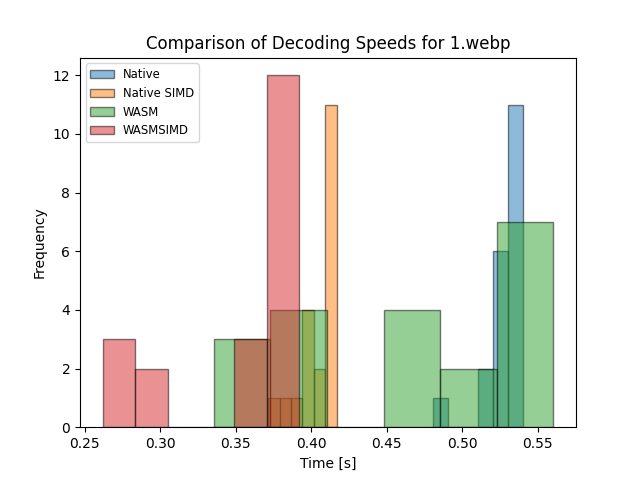 Comparison of Decoding Speeds for 1.webp
Native
Native SIMD
WASM
WASMSIMD
Frequency
12
10
8
6
4
2
0
0.25 0.30 0.35 0.40 0.45 0.50 0.55
Time [s]